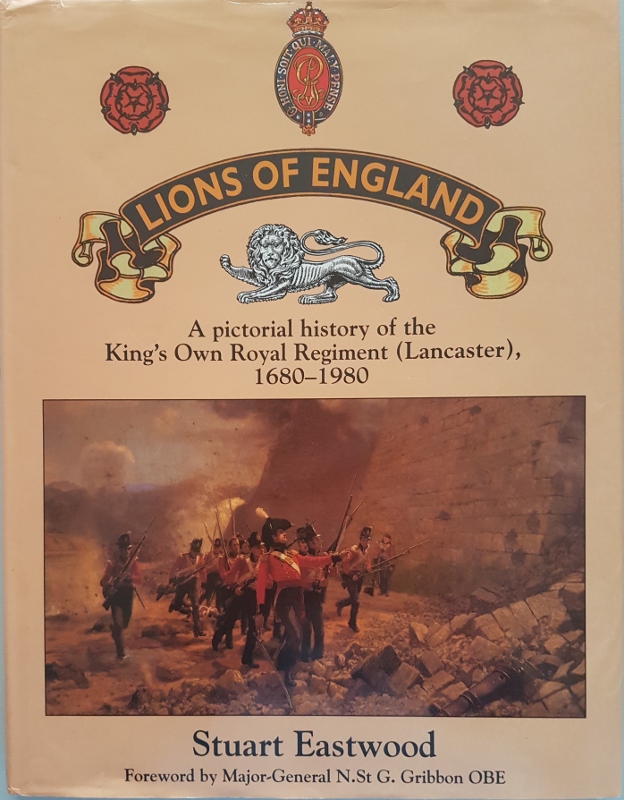 HONI·SOIT·QUI·MAL·Y·PENSE
LIONS OF ENGLAND
A pictorial history of the
King's Own Royal Regiment (Lancaster),
1680–1980
Stuart Eastwood
Foreword by Major-General N.St G. Gribbon OBE